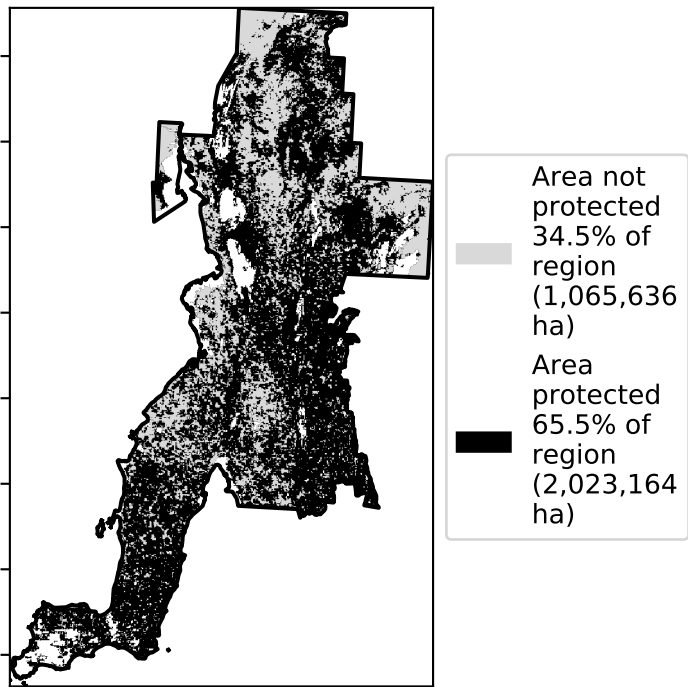 Area not
protected
34.5% of
region
(1,065,636
ha)
Area
protected
65.5% of
region
(2,023,164
ha)